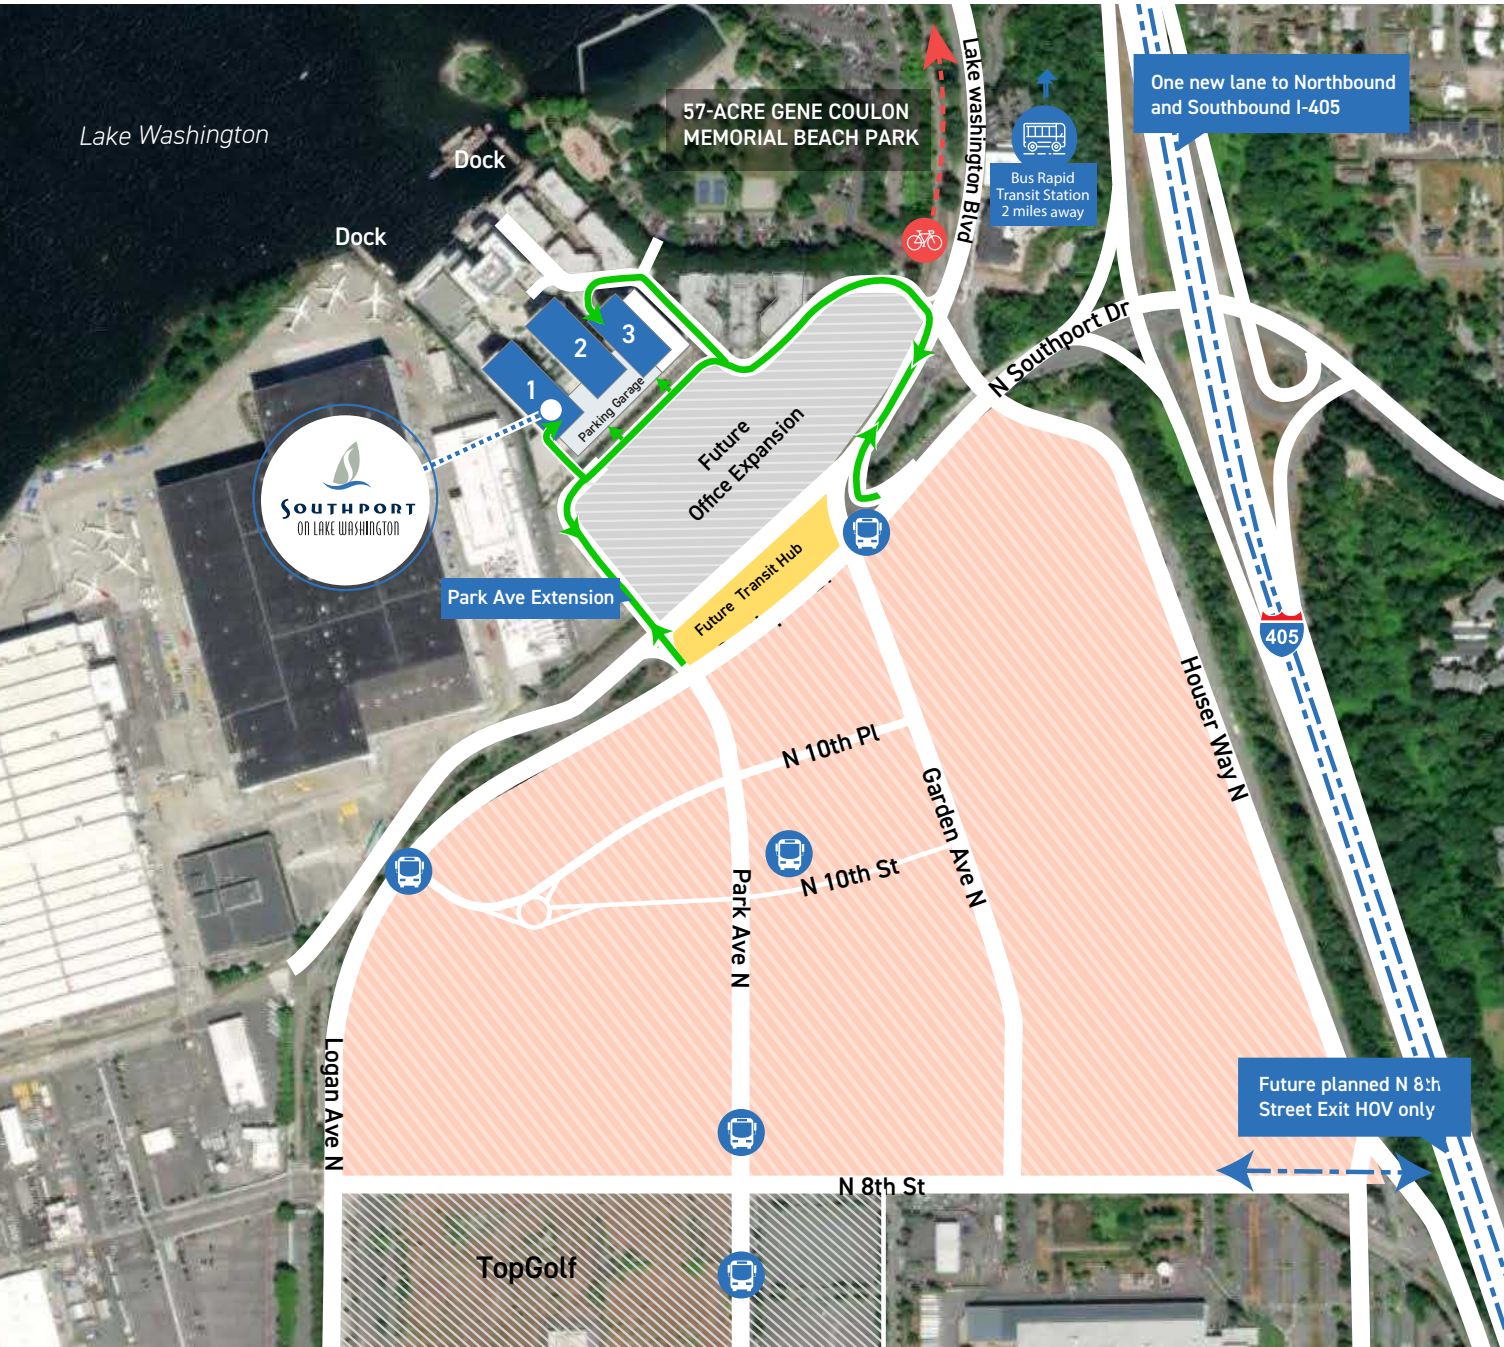 Lake Washington
Dock
Dock
57-ACRE GENE COULON
MEMORIAL BEACH PARK
Lake washington Blvd
Bus Rapid
Transit Station
2 miles away
One new lane to Northbound
and Southbound I-405
N Southport Dr
1
2
3
Parking Garage
Future
Office Expansion
SOUTHPORT
ON LAKE WASHINGTON
Park Ave Extension
Future Transit Hub
405
Houser Way N
N 10th Pl
Garden Ave N
N 10th St
Park Ave N
Logan Ave N
Future planned N 8th
Street Exit HOV only
N 8th St
TopGolf